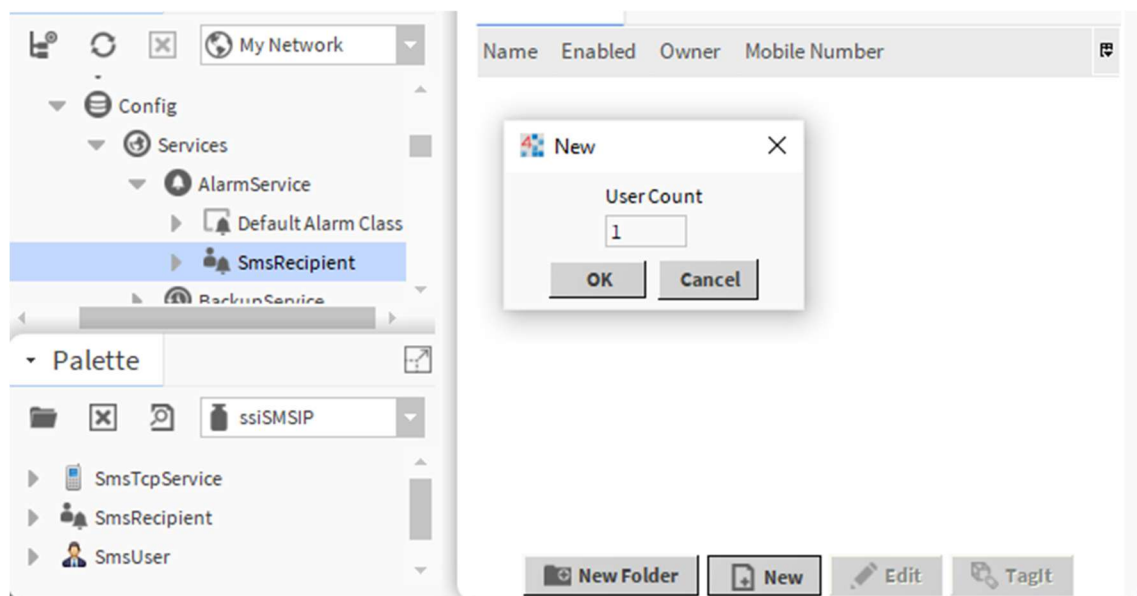 My Network
Config
Services
AlarmService
Default Alarm Class
SmsRecipient
BackupService
Palette
ssiSMSIP
SmsTcpService
SmsRecipient
SmsUser
Name Enabled Owner Mobile Number
New
User Count
1
OK Cancel
New Folder New Edit TagIt